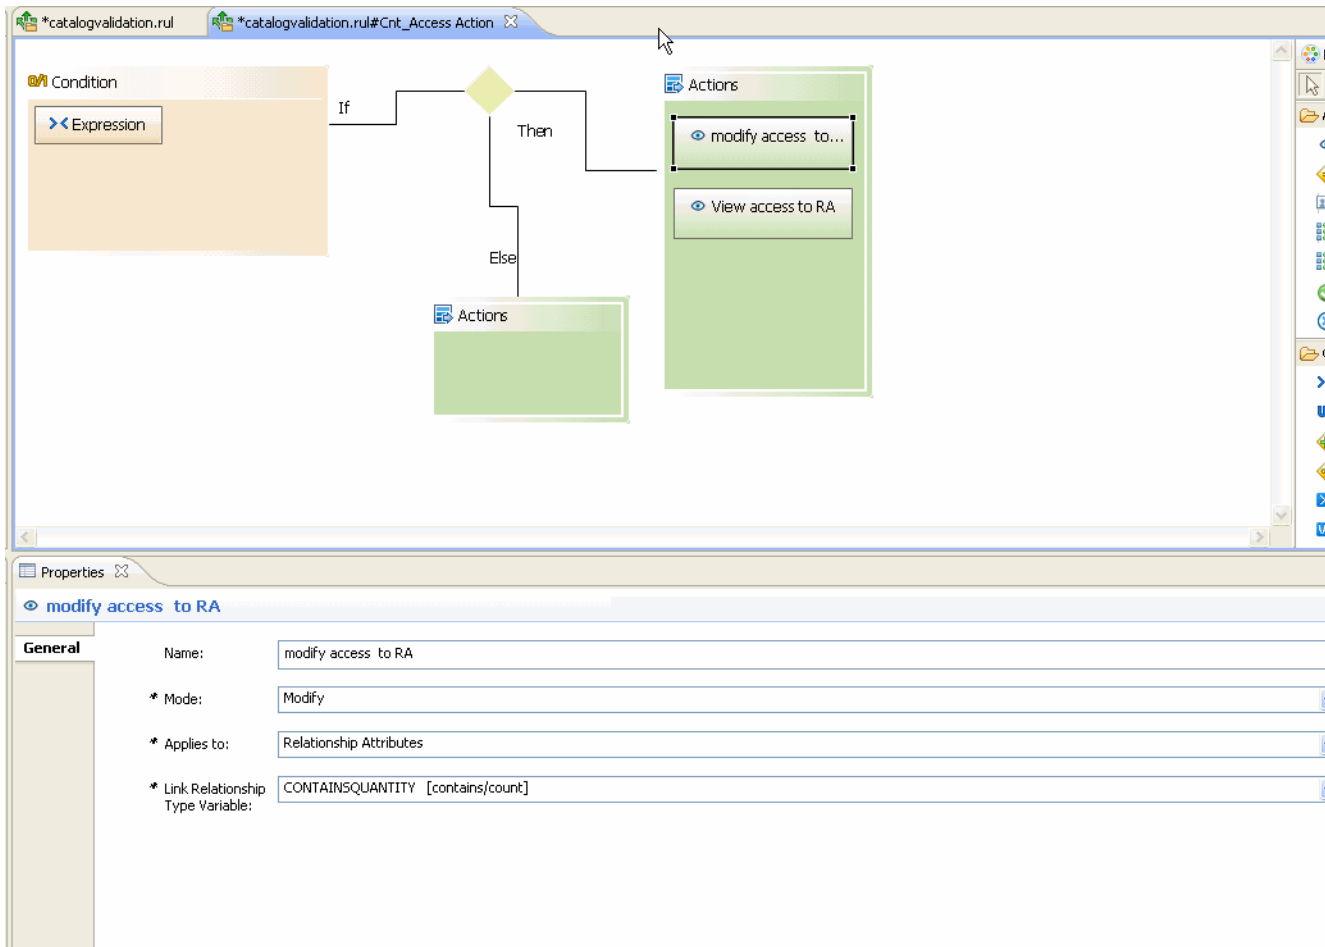 *catalogvalidation.rul
*catalogvalidation.rul#Cnt_Access Action
Condition
Expression
If
Then
Else
Actions
modify access  to...
View access to RA
Actions
Properties
modify access  to RA
General
Name:
modify access  to RA
* Mode:
Modify
* Applies to:
Relationship Attributes
* Link Relationship
Type Variable:
CONTAINSQUANTITY   [contains/count]